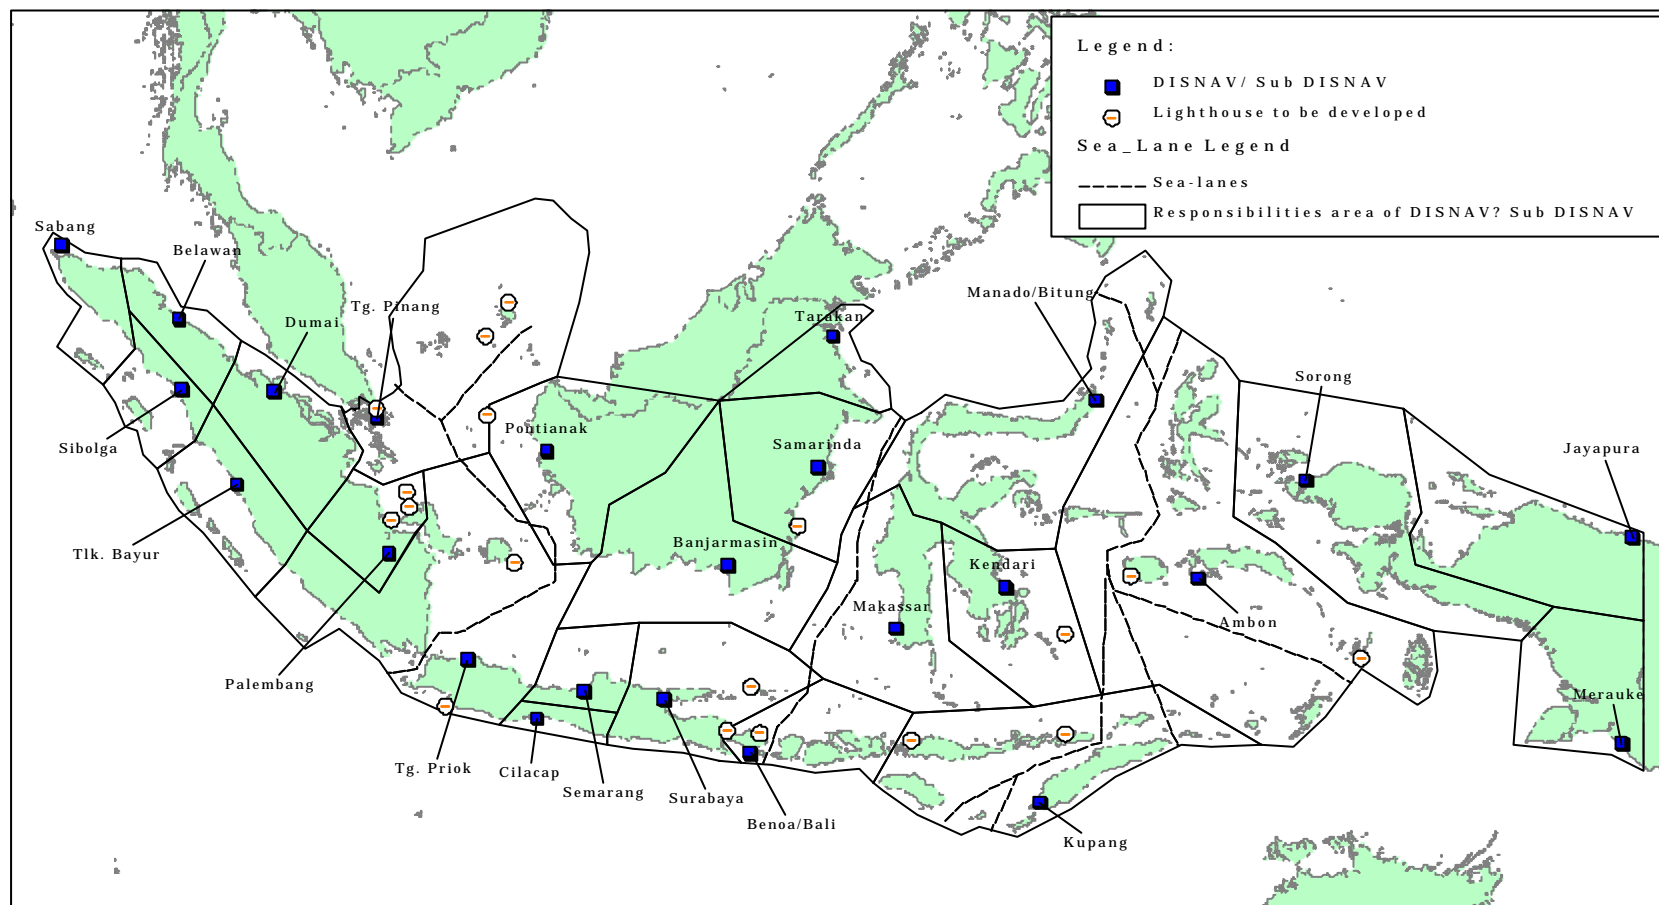 Legend:
DISNAV/ Sub DISNAV
Lighthouse to be developed
Sea_Lane Legend
Sea-lanes
Responsibilities area of DISNAV? Sub DISNAV
Sabang
Belawan
Tg. Pinang
Dumai
Manado/Bitung
Tarakan
Sorong
Pontianak
Samarinda
Sibolga
Jayapura
Tlk. Bayur
Banjarmasin
Kendari
Makassar
Ambon
Palembang
Merauke
Tg. Priok
Cilacap
Semarang
Surabaya
Benoa/Bali
Kupang